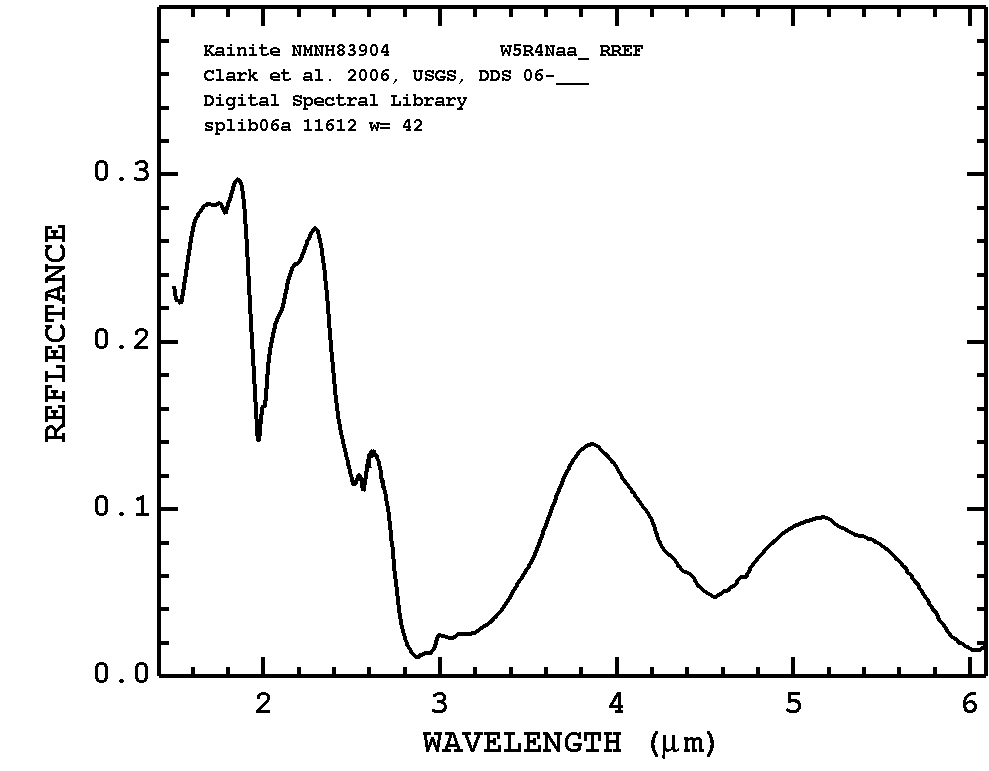 Kainite NMNH83904 W5R4Naa_ RREF
Clark et al. 2006, USGS, DDS 06-___
Digital Spectral Library
splib06a 11612 w= 42
0.3
0.2
0.1
0.0
REFLECTANCE
2 3 4 5 6
WAVELENGTH (μm)